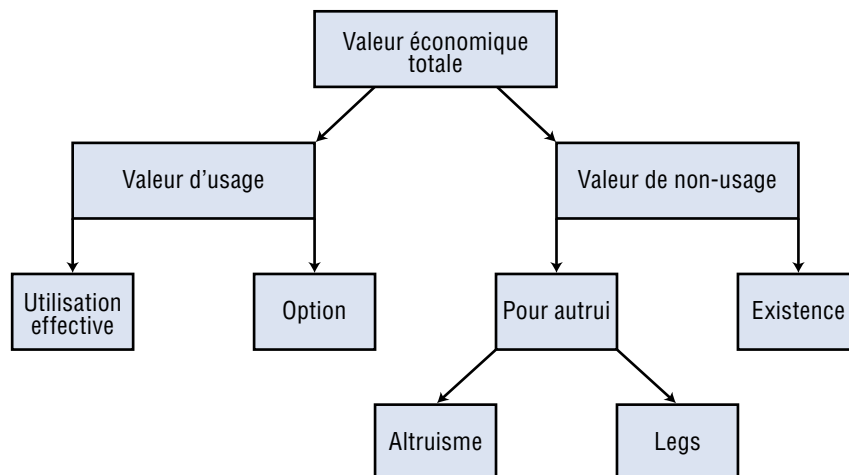 Valeur économique
totale
Valeur d'usage
Valeur de non-usage
Utilisation
effective
Option
Pour autrui
Existence
Altruisme
Legs